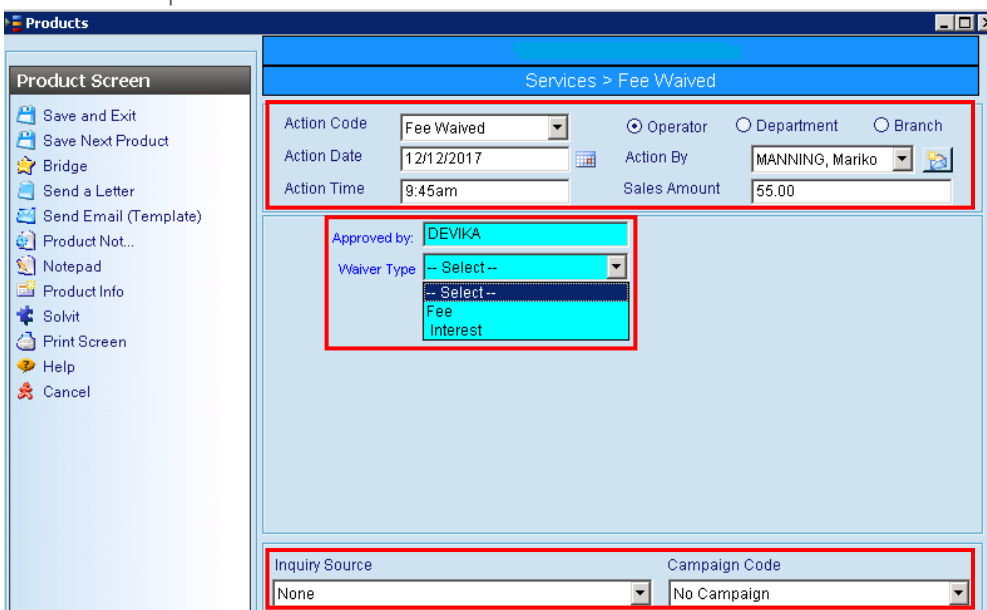 Products
Product Screen
Save and Exit
Save Next Product
Bridge
Send a Letter
Send Email (Template)
Product Not...
Notepad
Product Info
Solvit
Print Screen
Help
Cancel
Services > Fee Waived
Action Code Fee Waived Operator Department Branch
Action Date 12/12/2017 Action By MANNING, Mariko
Action Time 9:45am Sales Amount 55.00
Approved by: DEVIKA
Waiver Type -- Select --
-- Select --
Fee
Interest
Inquiry Source Campaign Code
None No Campaign